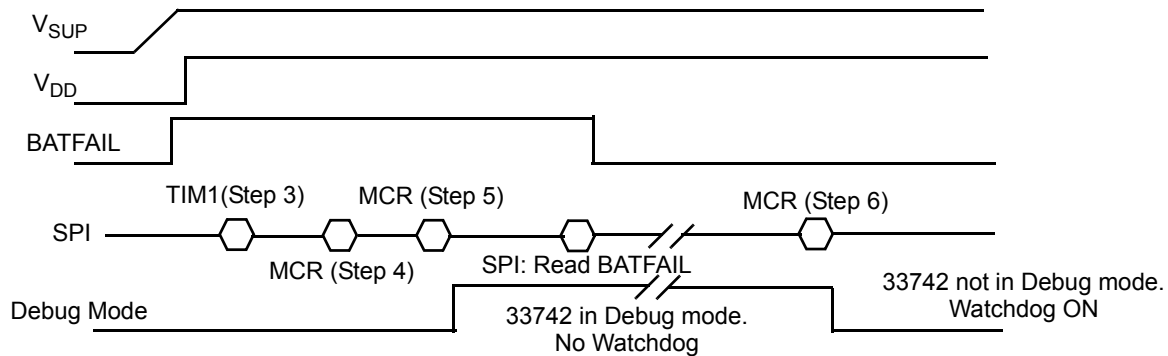 VSUP
VDD
BATFAIL
TIM1(Step 3)
MCR (Step 5)
MCR (Step 6)
SPI
MCR (Step 4)
SPI: Read BATFAIL
Debug Mode
33742 in Debug mode.
No Watchdog
33742 not in Debug mode.
Watchdog ON